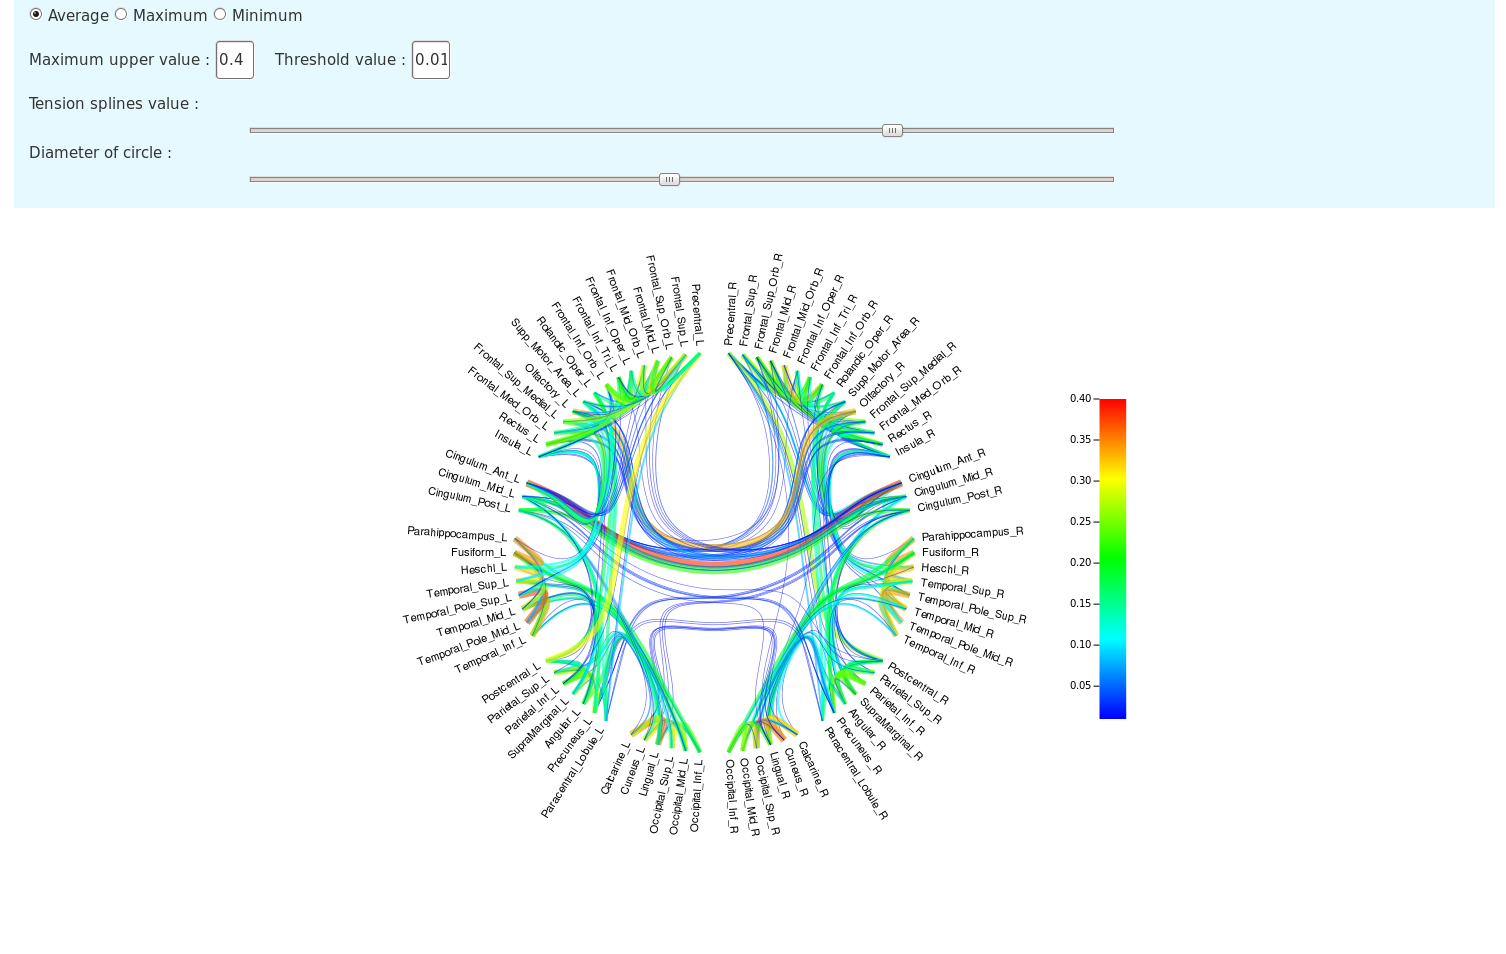 Average Maximum Minimum
Maximum upper value : 0.4 Threshold value : 0.01
Tension splines value :
Diameter of circle :
Precentral_L
Frontal_Sup_L
Frontal_Sup_Orb_L
Frontal_Mid_L
Frontal_Mid_Orb_L
Frontal_Inf_Oper_L
Frontal_Inf_Tri_L
Frontal_Inf_Orb_L
Rolandic_Oper_L
Supp_Motor_Area_L
Olfactory_L
Frontal_Sup_Medial_L
Frontal_Med_Orb_L
Rectus_L
Insula_L
Cingulum_Ant_L
Cingulum_Mid_L
Cingulum_Post_L
Parahippocampus_L
Fusiform_L
Heschl_L
Temporal_Sup_L
Temporal_Pole_Sup_L
Temporal_Mid_L
Temporal_Pole_Mid_L
Temporal_Inf_L
Postcentral_L
Parietal_Sup_L
Parietal_Inf_L
SupraMarginal_L
Angular_L
Precuneus_L
Paracentral_Lobule_L
Calcarine_L
Cuneus_L
Lingual_L
Occipital_Sup_L
Occipital_Mid_L
Occipital_Inf_L
Precentral_R
Frontal_Sup_R
Frontal_Sup_Orb_R
Frontal_Mid_R
Frontal_Mid_Orb_R
Frontal_Inf_Oper_R
Frontal_Inf_Tri_R
Frontal_Inf_Orb_R
Rolandic_Oper_R
Supp_Motor_Area_R
Olfactory_R
Frontal_Sup_Medial_R
Frontal_Med_Orb_R
Rectus_R
Insula_R
Cingulum_Ant_R
Cingulum_Mid_R
Cingulum_Post_R
Parahippocampus_R
Fusiform_R
Heschl_R
Temporal_Sup_R
Temporal_Pole_Sup_R
Temporal_Mid_R
Temporal_Pole_Mid_R
Temporal_Inf_R
Postcentral_R
Parietal_Sup_R
Parietal_Inf_R
SupraMarginal_R
Angular_R
Precuneus_R
Paracentral_Lobule_R
Calcarine_R
Cuneus_R
Lingual_R
Occipital_Sup_R
Occipital_Mid_R
Occipital_Inf_R
0.40
0.35
0.30
0.25
0.20
0.15
0.10
0.05